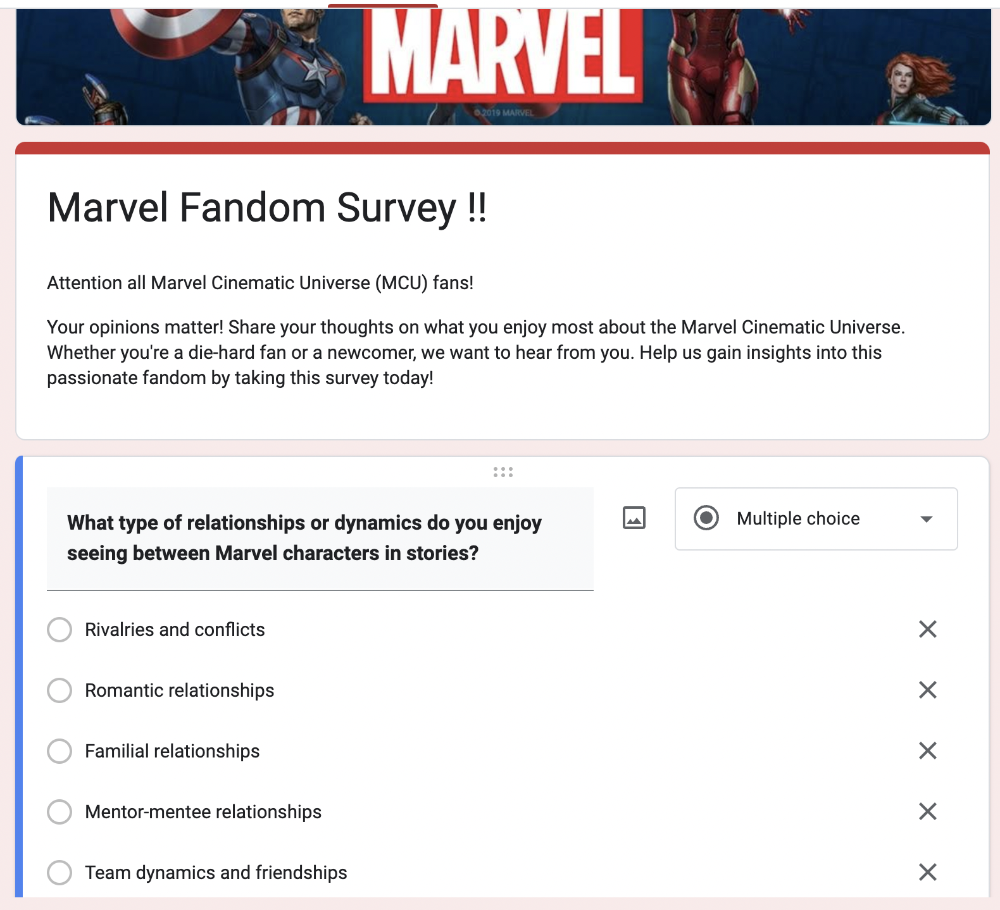 MARVEL
© 2019 MARVEL
Marvel Fandom Survey !!
Attention all Marvel Cinematic Universe (MCU) fans!
Your opinions matter! Share your thoughts on what you enjoy most about the Marvel Cinematic Universe.
Whether you're a die-hard fan or a newcomer, we want to hear from you. Help us gain insights into this
passionate fandom by taking this survey today!
What type of relationships or dynamics do you enjoy
seeing between Marvel characters in stories?
Multiple choice
Rivalries and conflicts
Romantic relationships
Familial relationships
Mentor-mentee relationships
Team dynamics and friendships